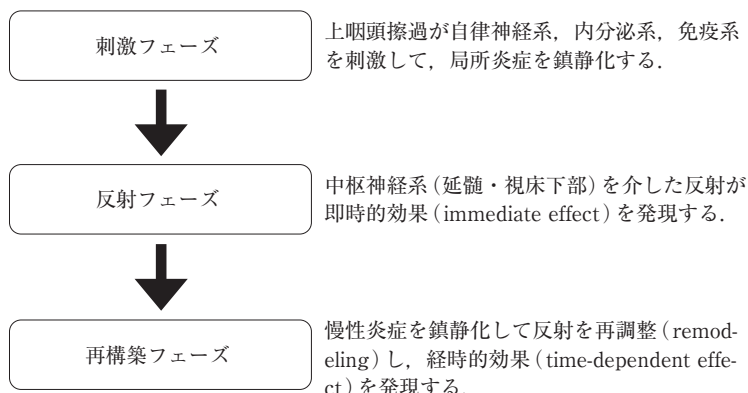 刺激フェーズ
上咽頭擦過が自律神経系，内分泌系，免疫系
を刺激して，局所炎症を鎮静化する．
反射フェーズ
中枢神経系（延髄・視床下部）を介した反射が
即時的効果（immediate effect）を発現する．
再構築フェーズ
慢性炎症を鎮静化して反射を再調整（remod-
eling）し，経時的効果（time-dependent effe-
ct）を発現する．